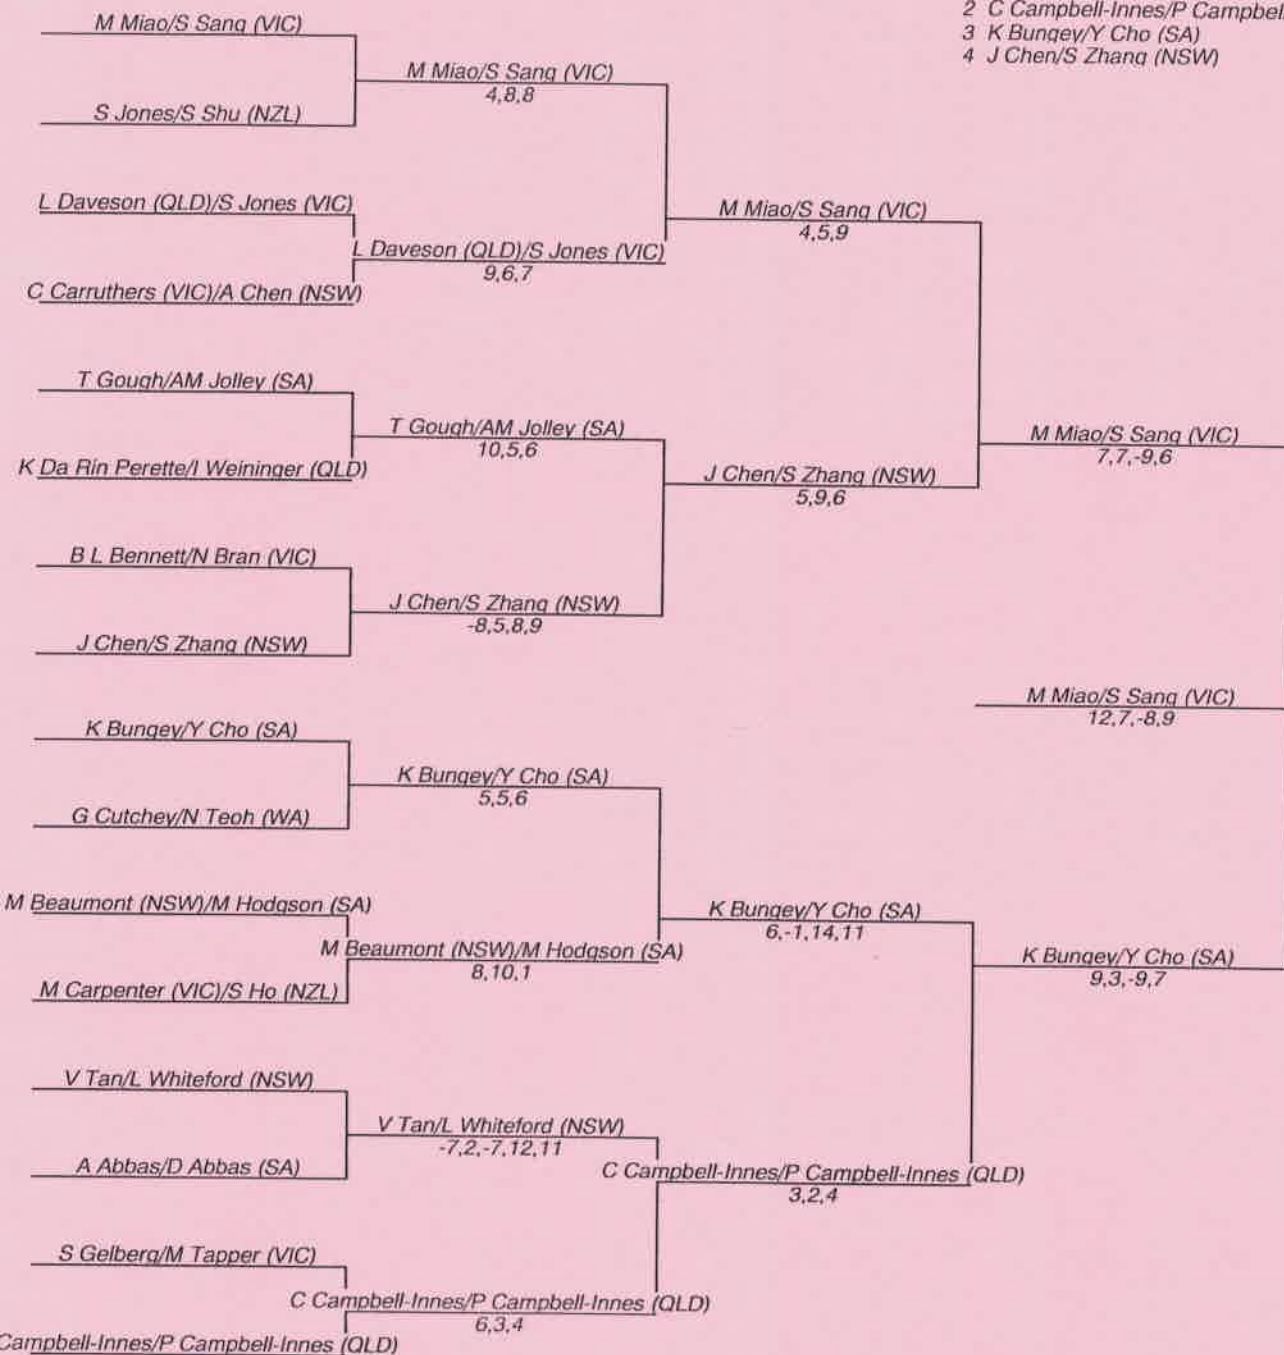 2 C Campbell-Innes/P Campbel
3 K Bungey/Y Cho (SA)
4 J Chen/S Zhang (NSW)
M Miao/S Sang (VIC)
S Jones/S Shu (NZL)
L Daveson (QLD)/S Jones (VIC)
C Carruthers (VIC)/A Chen (NSW)
T Gough/AM Jolley (SA)
K Da Rin Perette/I Weininger (QLD)
B L Bennett/N Bran (VIC)
J Chen/S Zhang (NSW)
K Bungey/Y Cho (SA)
G Cutchey/N Teoh (WA)
M Beaumont (NSW)/M Hodgson (SA)
M Carpenter (VIC)/S Ho (NZL)
V Tan/L Whiteford (NSW)
A Abbas/D Abbas (SA)
S Gelberg/M Tapper (VIC)
Campbell-Innes/P Campbell-Innes (QLD)
M Miao/S Sang (VIC)
4,8,8
L Daveson (QLD)/S Jones (VIC)
9,6,7
T Gough/AM Jolley (SA)
10,5,6
J Chen/S Zhang (NSW)
-8,5,8,9
K Bungey/Y Cho (SA)
5,5,6
M Beaumont (NSW)/M Hodgson (SA)
8,10,1
V Tan/L Whiteford (NSW)
-7,2,-7,12,11
C Campbell-Innes/P Campbell-Innes (QLD)
6,3,4
M Miao/S Sang (VIC)
4,5,9
J Chen/S Zhang (NSW)
5,9,6
K Bungey/Y Cho (SA)
6,-1,14,11
C Campbell-Innes/P Campbell-Innes (QLD)
3,2,4
M Miao/S Sang (VIC)
7,7,-9,6
K Bungey/Y Cho (SA)
9,3,-9,7
M Miao/S Sang (VIC)
12,7,-8,9